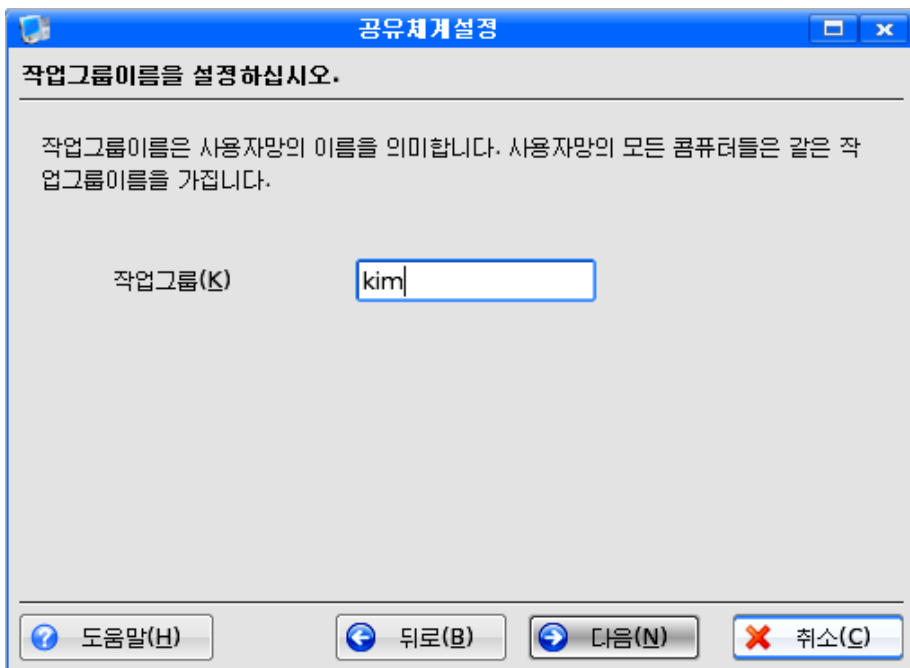 공유체계설정
작업그룹이름을 설정하십시오.
작업그룹이름은 사용자망의 이름을 의미합니다. 사용자망의 모든 콤퓨터들은 같은 작
업그룹이름을 가집니다.
작업그룹(K)
kim
도움말(H)
뒤로(B)
다음(N)
취소(C)